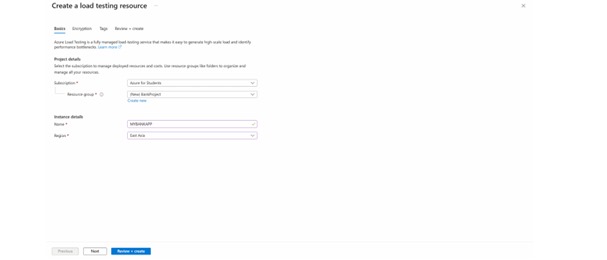 Create a load testing resource ...
Basics Encryption Tags Review + create
Azure Load Testing is a fully managed load-testing service that makes it easy to generate high scale load and identify
performance bottlenecks. Learn more
Project details
Select the subscription to manage deployed resources and costs. Use resource groups like folders to organize and
manage all your resources.
Subscription * Azure for Students
Resource group * (New) BankProject
Create new
Instance details
Name * MYBANKAPP
Region * East Asia
Previous Next Review + create